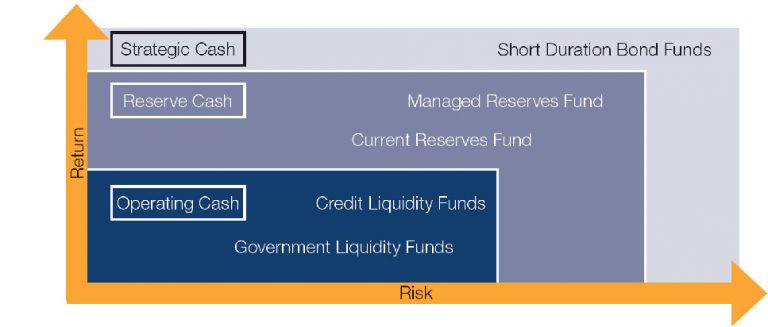 Strategic Cash
Short Duration Bond Funds
Reserve Cash
Managed Reserves Fund
Current Reserves Fund
Return
Operating Cash
Credit Liquidity Funds
Government Liquidity Funds
Risk